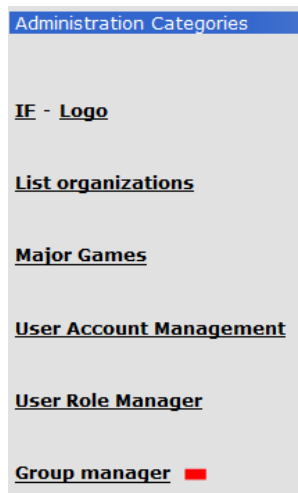 Administration Categories
IF - Logo
List organizations
Major Games
User Account Management
User Role Manager
Group manager